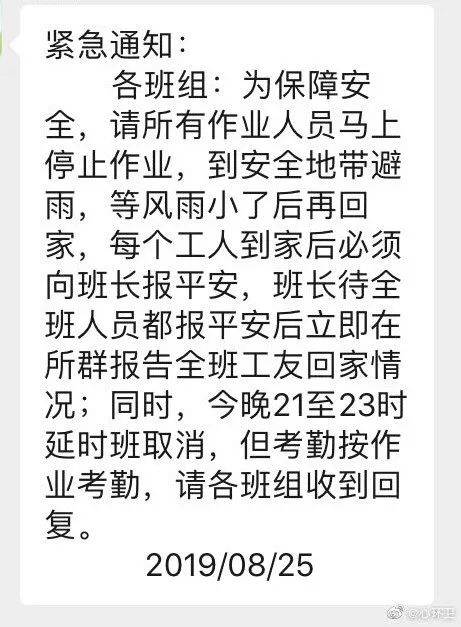 紧急通知：
各班组：为保障安
全，请所有作业人员马上
停止作业，到安全地带避
雨，等风雨小了后再回
家，每个工人到家后必须
向班长报平安，班长待全
班人员都报平安后立即在
所群报告全班工友回家情
况；同时，今晚21至23时
延时班取消，但考勤按作
业考勤，请各班组收到回
复。
2019/08/25
@心环卫